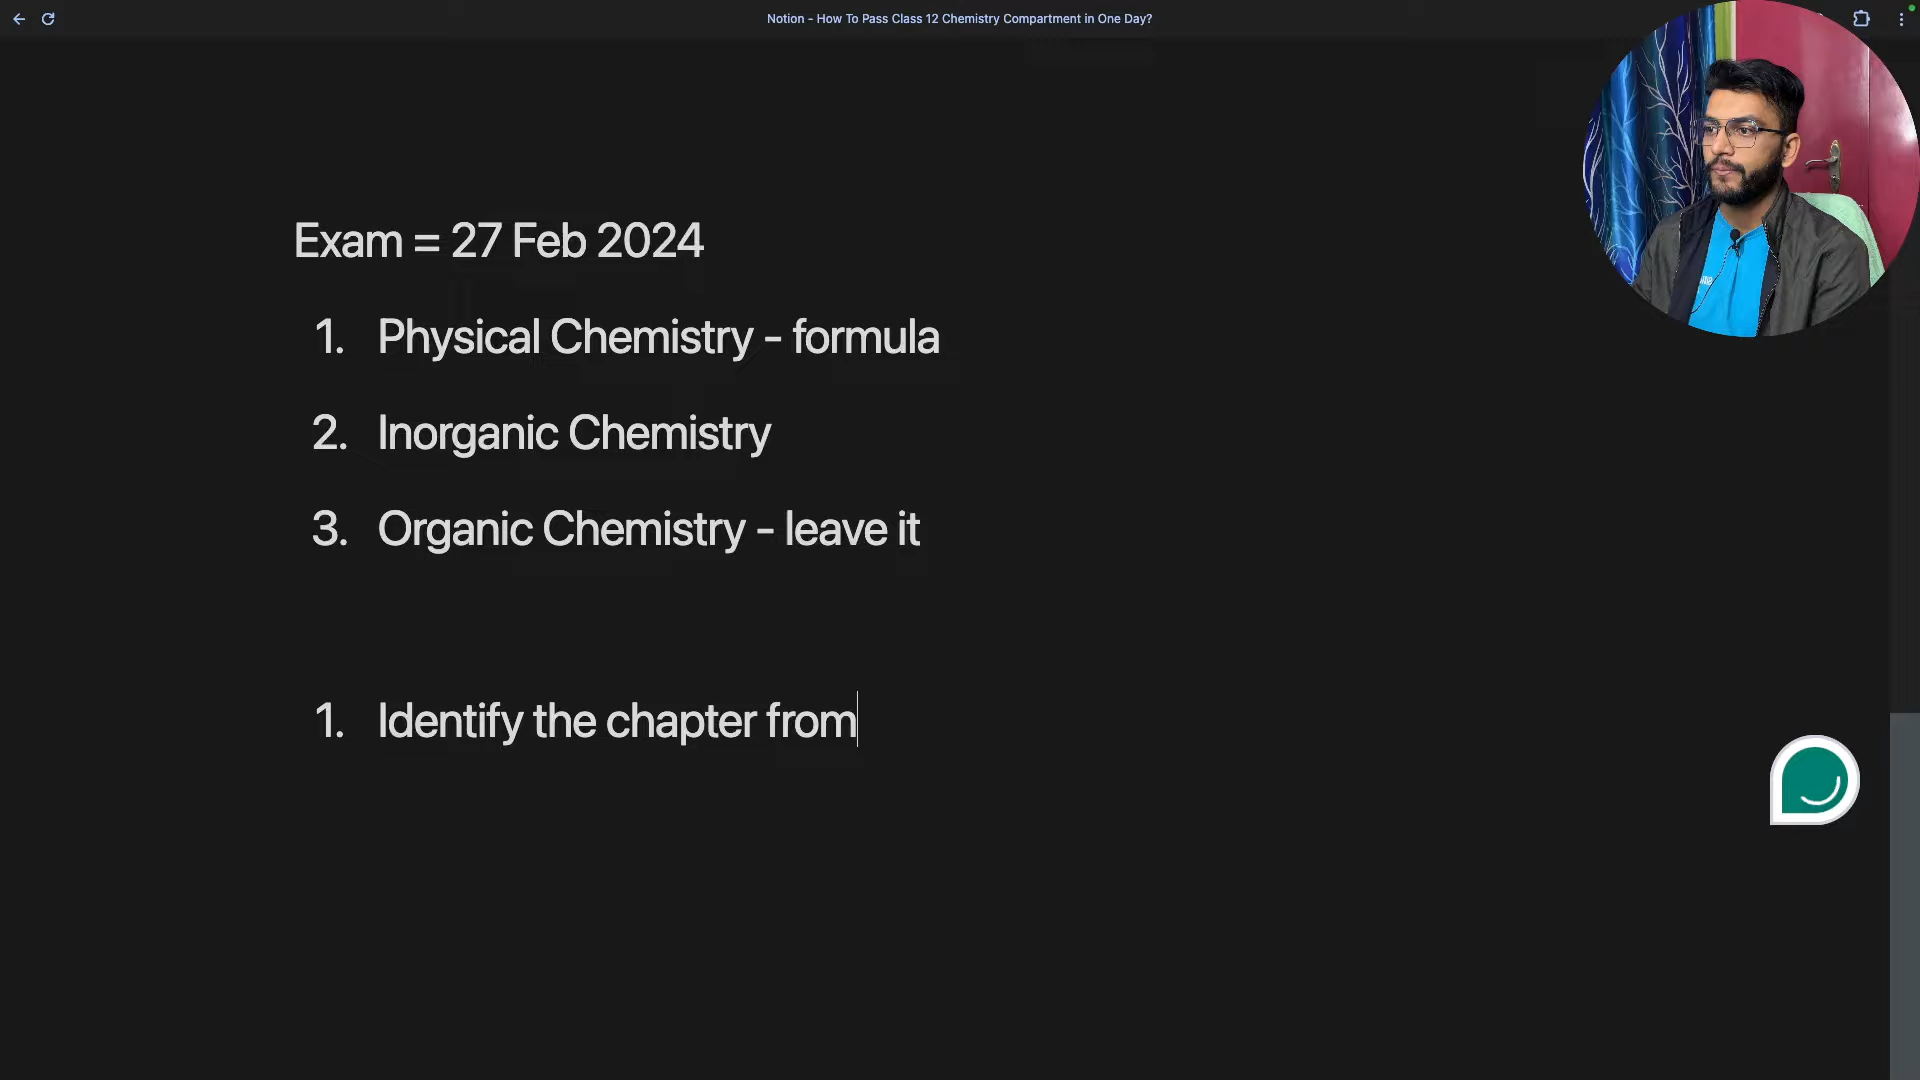 Notion - How To Pass Class 12 Chemistry Compartment in One Day?
Exam = 27 Feb 2024
1. Physical Chemistry - formula
2. Inorganic Chemistry
3. Organic Chemistry - leave it
1. Identify the chapter from